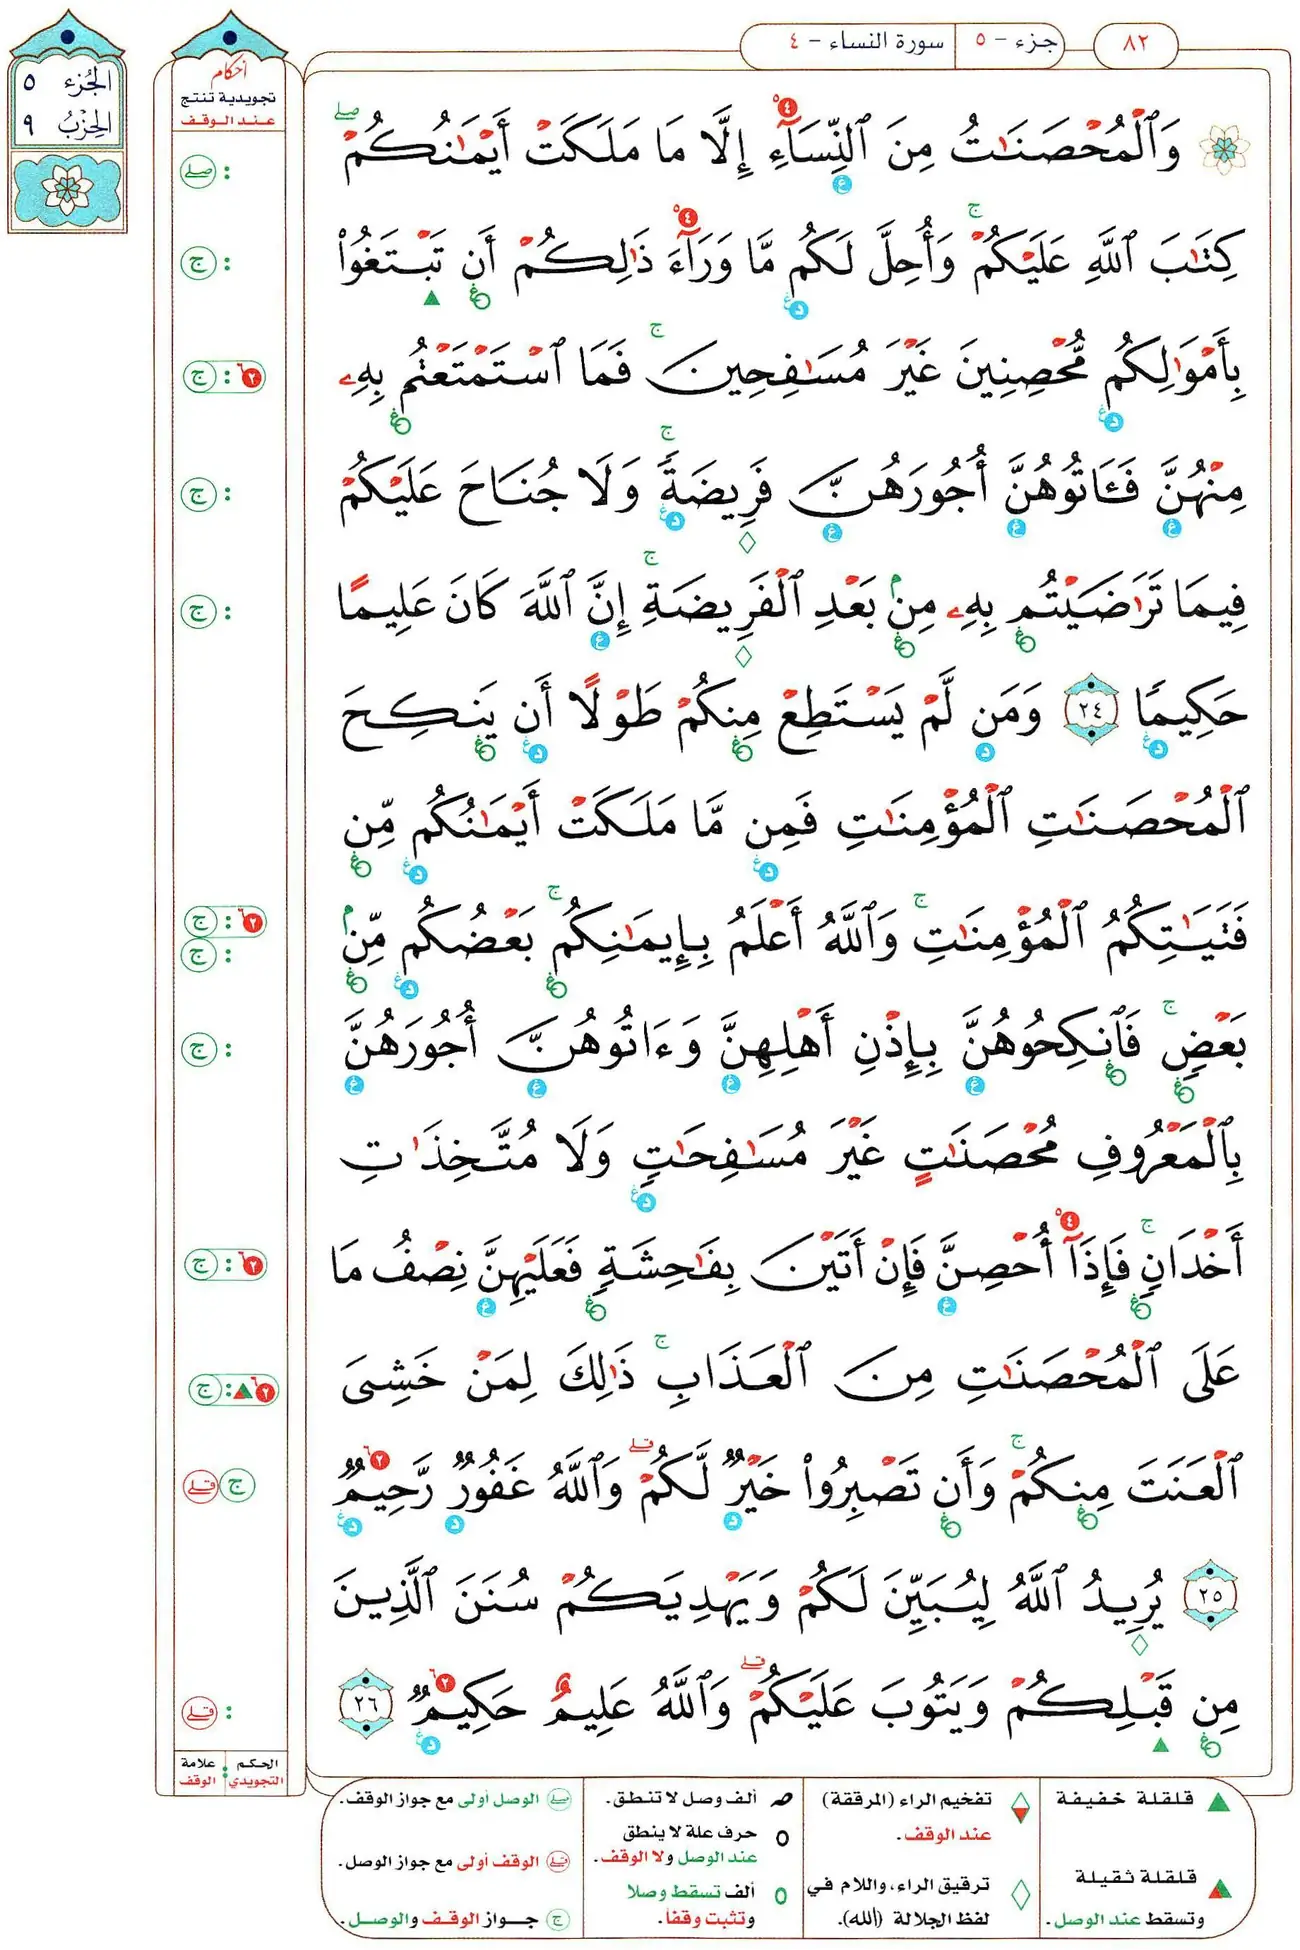 ٨٢
جزء - ٥
سورة النساء - ٤
الجُزء ٥
الحِزْبُ ٩
أحكام
تجويدية تنتج
عند الوقف
وَٱلْمُحْصَنَٰتُ مِنَ ٱلنِّسَآءِ إِلَّا مَا مَلَكَتْ أَيْمَٰنُكُمْ ۖ
كِتَٰبَ ٱللَّهِ عَلَيْكُمْ ۚ وَأُحِلَّ لَكُم مَّا وَرَآءَ ذَٰلِكُمْ أَن تَبْتَغُوا۟
بِأَمْوَٰلِكُم مُّحْصِنِينَ غَيْرَ مُسَٰفِحِينَ ۚ فَمَا ٱسْتَمْتَعْتُم بِهِۦ
مِنْهُنَّ فَـَٔاتُوهُنَّ أُجُورَهُنَّ فَرِيضَةً ۚ وَلَا جُنَاحَ عَلَيْكُمْ
فِيمَا تَرَٰضَيْتُم بِهِۦ مِنۢ بَعْدِ ٱلْفَرِيضَةِ ۚ إِنَّ ٱللَّهَ كَانَ عَلِيمًا
حَكِيمًا ٢٤ وَمَن لَّمْ يَسْتَطِعْ مِنكُمْ طَوْلًا أَن يَنكِحَ
ٱلْمُحْصَنَٰتِ ٱلْمُؤْمِنَٰتِ فَمِن مَّا مَلَكَتْ أَيْمَٰنُكُم مِّن
فَتَيَٰتِكُمُ ٱلْمُؤْمِنَٰتِ ۚ وَٱللَّهُ أَعْلَمُ بِإِيمَٰنِكُم ۚ بَعْضُكُم مِّنۢ
بَعْضٍ ۚ فَٱنكِحُوهُنَّ بِإِذْنِ أَهْلِهِنَّ وَءَاتُوهُنَّ أُجُورَهُنَّ
بِٱلْمَعْرُوفِ مُحْصَنَٰتٍ غَيْرَ مُسَٰفِحَٰتٍ وَلَا مُتَّخِذَٰتِ
أَخْدَانٍ ۚ فَإِذَآ أُحْصِنَّ فَإِنْ أَتَيْنَ بِفَٰحِشَةٍ فَعَلَيْهِنَّ نِصْفُ مَا
عَلَى ٱلْمُحْصَنَٰتِ مِنَ ٱلْعَذَابِ ۚ ذَٰلِكَ لِمَنْ خَشِىَ
ٱلْعَنَتَ مِنكُمْ ۚ وَأَن تَصْبِرُوا۟ خَيْرٌ لَّكُمْ ۗ وَٱللَّهُ غَفُورٌ رَّحِيمٌ
٢٥ يُرِيدُ ٱللَّهُ لِيُبَيِّنَ لَكُمْ وَيَهْدِيَكُمْ سُنَنَ ٱلَّذِينَ
مِن قَبْلِكُمْ وَيَتُوبَ عَلَيْكُمْ ۗ وَٱللَّهُ عَلِيمٌ حَكِيمٌ ٢٦
الحكم : علامة
التجويدي : الوقف
قلقلة خفيفة
قلقلة ثقيلة
وتسقط عند الوصل.
تفخيم الراء (المرققة)
عند الوقف.
ترقيق الراء، واللام في
لفظ الجلالة (الله).
ألف وصل لا تنطق.
حرف علة لا ينطق
عند الوصل ولا الوقف.
ألف تسقط وصلا
وتثبت وقفاً.
صلى الوصل أولى مع جواز الوقف.
قلى الوقف أولى مع جواز الوصل.
ج جواز الوقف والوصل.